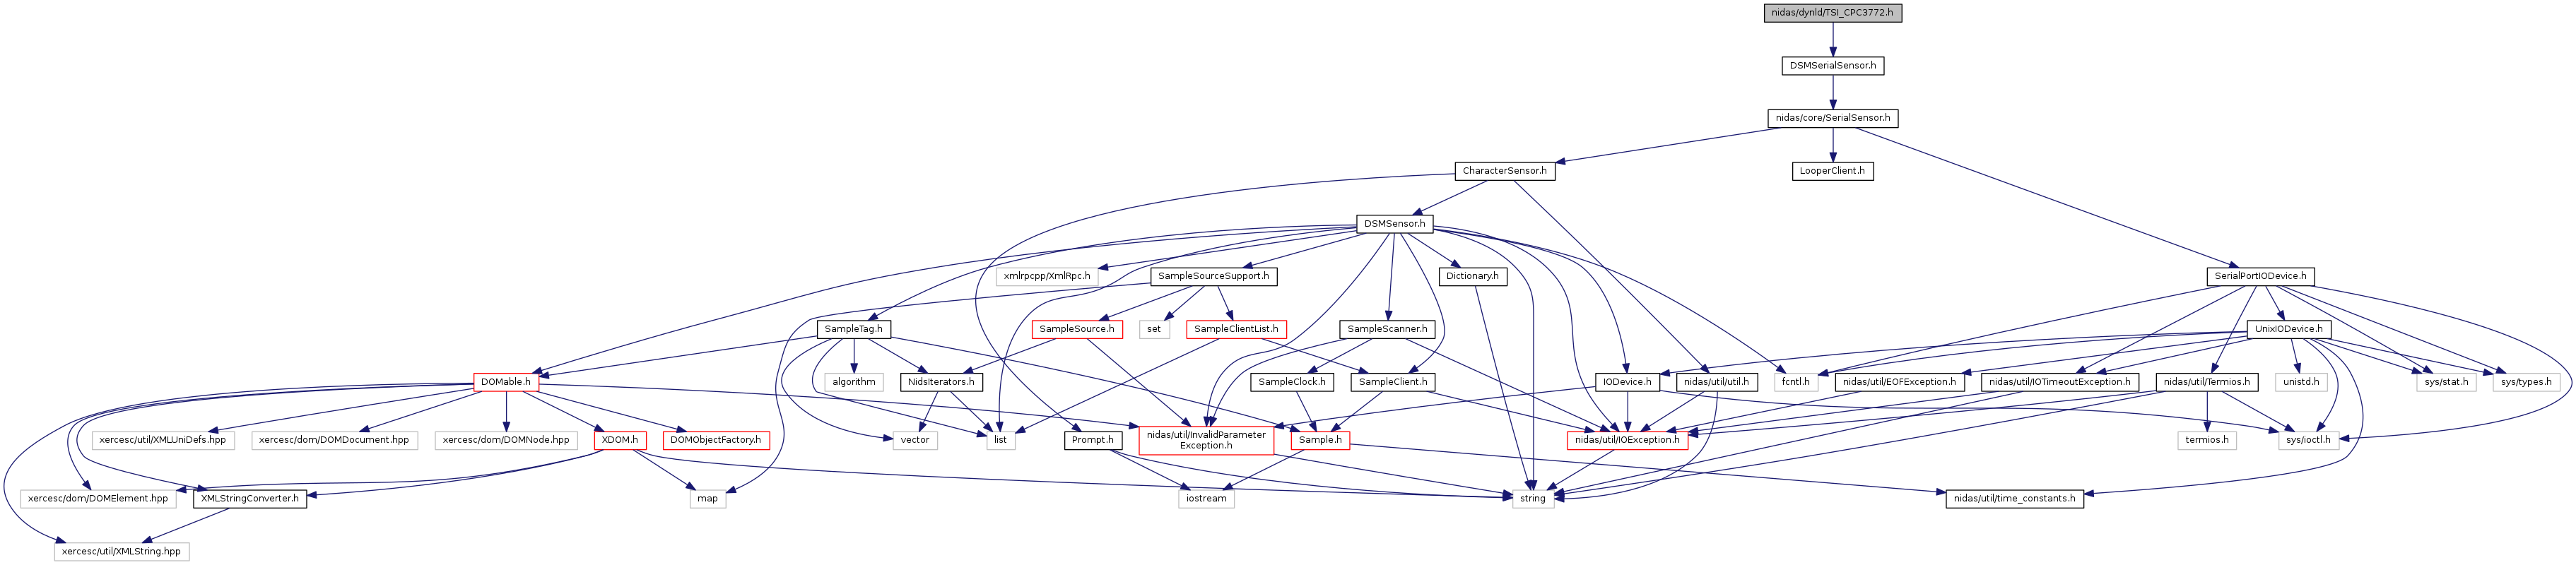 nidas/dynld/TSI_CPC3772.h
DSMSerialSensor.h
nidas/core/SerialSensor.h
CharacterSensor.h
LooperClient.h
DSMSensor.h
xmlrpcpp/XmlRpc.h
SampleSourceSupport.h
Dictionary.h
SerialPortIODevice.h
SampleTag.h
SampleSource.h
set
SampleClientList.h
SampleScanner.h
UnixIODevice.h
DOMable.h
algorithm
NidsIterators.h
SampleClock.h
SampleClient.h
IODevice.h
nidas/util/util.h
fcntl.h
nidas/util/EOFException.h
nidas/util/IOTimeoutException.h
nidas/util/Termios.h
unistd.h
sys/stat.h
sys/types.h
xercesc/util/XMLUniDefs.hpp
xercesc/dom/DOMDocument.hpp
xercesc/dom/DOMNode.hpp
XDOM.h
DOMObjectFactory.h
vector
list
Prompt.h
nidas/util/InvalidParameter
Exception.h
Sample.h
nidas/util/IOException.h
termios.h
sys/ioctl.h
xercesc/dom/DOMElement.hpp
XMLStringConverter.h
map
iostream
string
nidas/util/time_constants.h
xercesc/util/XMLString.hpp